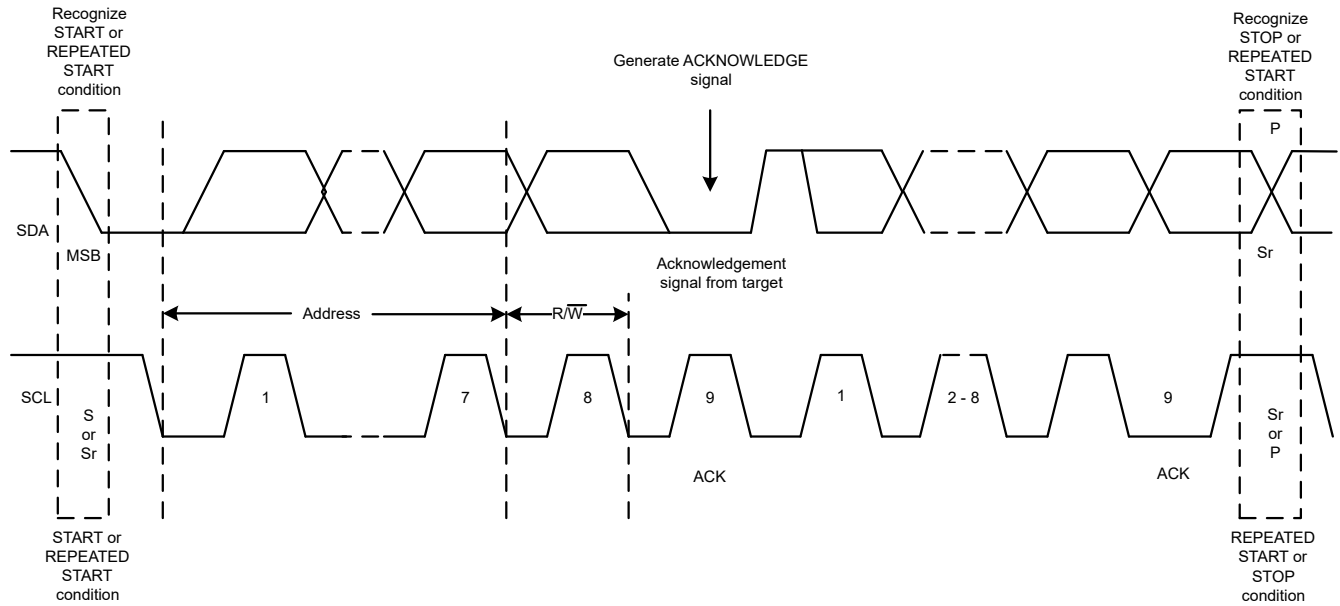 Recognize
START or
REPEATED
START
condition
Recognize
STOP or
REPEATED
START
condition
Generate ACKNOWLEDGE
signal
P
SDA
MSB
Acknowledgement
signal from target
Sr
Address
R/W̅
SCL
1
7
8
9
1
2 - 8
9
S
or
Sr
Sr
or
P
ACK
ACK
START or
REPEATED
START
condition
REPEATED
START or
STOP
condition